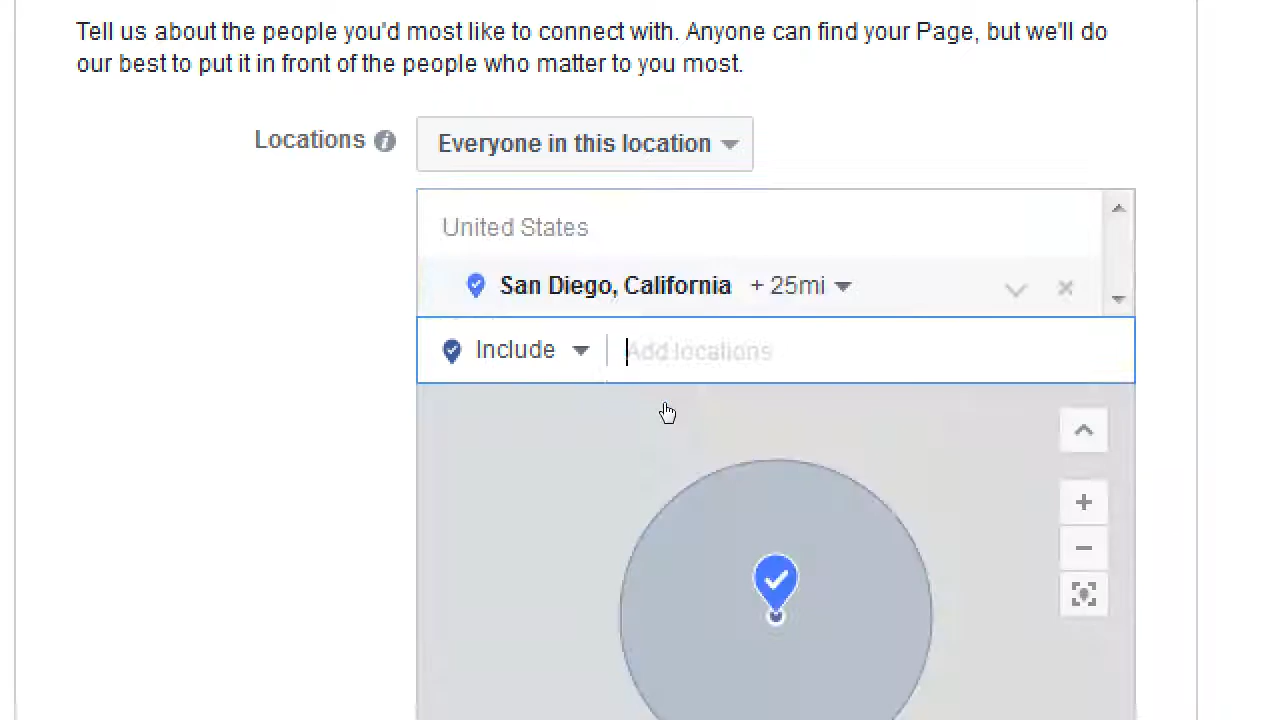 Tell us about the people you'd most like to connect with. Anyone can find your Page, but we'll do
our best to put it in front of the people who matter to you most.
Locations Everyone in this location
United States
San Diego, California + 25mi
Include Add locations